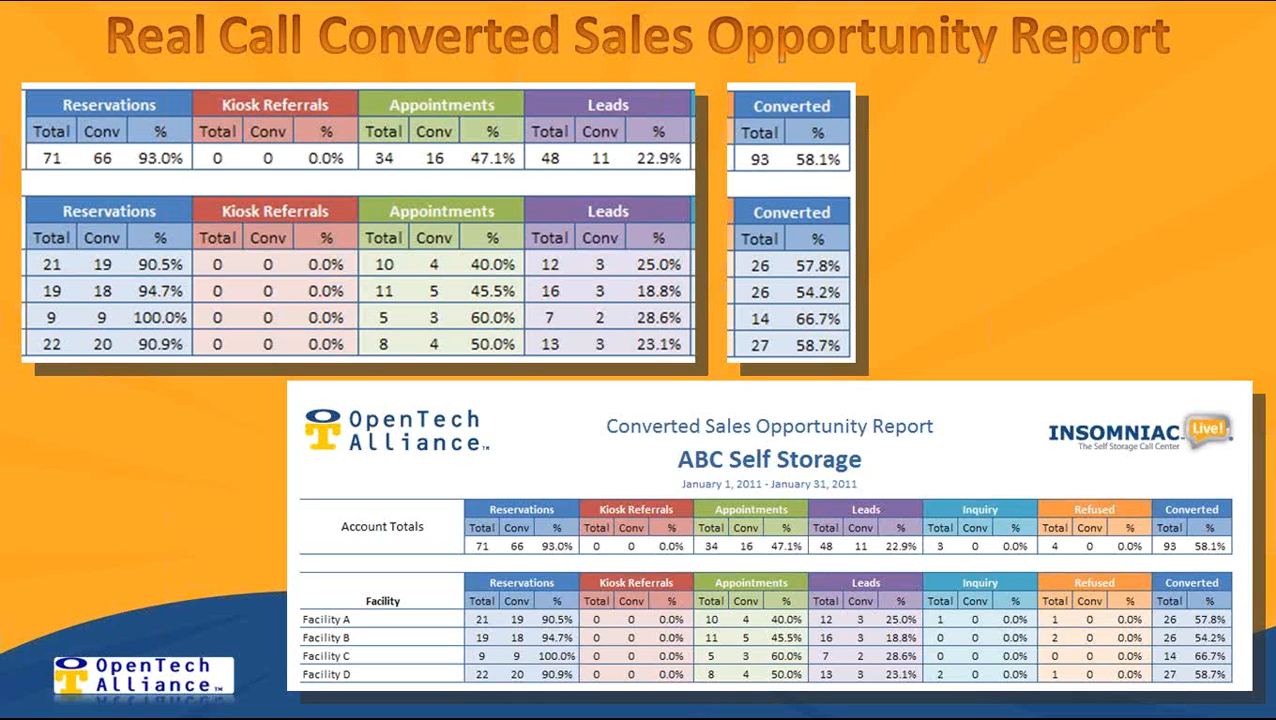 Real Call Converted Sales Opportunity Report
Reservations Kiosk Referrals Appointments Leads Converted
Total Conv % Total Conv % Total Conv % Total Conv % Total %
71 66 93.0% 0 0 0.0% 34 16 47.1% 48 11 22.9% 93 58.1%
Reservations Kiosk Referrals Appointments Leads Converted
Total Conv % Total Conv % Total Conv % Total Conv % Total %
21 19 90.5% 0 0 0.0% 10 4 40.0% 12 3 25.0% 26 57.8%
19 18 94.7% 0 0 0.0% 11 5 45.5% 16 3 18.8% 26 54.2%
9 9 100.0% 0 0 0.0% 5 3 60.0% 7 2 28.6% 14 66.7%
22 20 90.9% 0 0 0.0% 8 4 50.0% 13 3 23.1% 27 58.7%
OpenTech
Alliance™
Converted Sales Opportunity Report
ABC Self Storage
January 1, 2011 - January 31, 2011
INSOMNIAC Live!
The Self Storage Call Center
Reservations Kiosk Referrals Appointments Leads Inquiry Refused Converted
Account Totals Total Conv % Total Conv % Total Conv % Total Conv % Total Conv % Total Conv % Total %
71 66 93.0% 0 0 0.0% 34 16 47.1% 48 11 22.9% 3 0 0.0% 4 0 0.0% 93 58.1%
Reservations Kiosk Referrals Appointments Leads Inquiry Refused Converted
Facility Total Conv % Total Conv % Total Conv % Total Conv % Total Conv % Total Conv % Total %
Facility A 21 19 90.5% 0 0 0.0% 10 4 40.0% 12 3 25.0% 1 0 0.0% 1 0 0.0% 26 57.8%
Facility B 19 18 94.7% 0 0 0.0% 11 5 45.5% 16 3 18.8% 0 0 0.0% 2 0 0.0% 26 54.2%
Facility C 9 9 100.0% 0 0 0.0% 5 3 60.0% 7 2 28.6% 0 0 0.0% 0 0 0.0% 14 66.7%
Facility D 22 20 90.9% 0 0 0.0% 8 4 50.0% 13 3 23.1% 2 0 0.0% 1 0 0.0% 27 58.7%
OpenTech
Alliance™